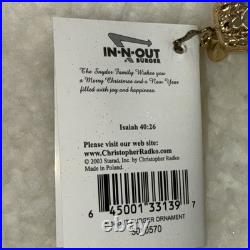 IN-N-OUT
BURGER
The Snyder Family Wishes you
a Merry Christmas and a New Year
filled with joy and happiness.
Isaiah 40:26
Please visit our web site:
www.ChristopherRadko.com
© 2003 Starad, Inc. by Christopher Radko.
Made in Poland.
6 45001 33139 7
ORNAMENT